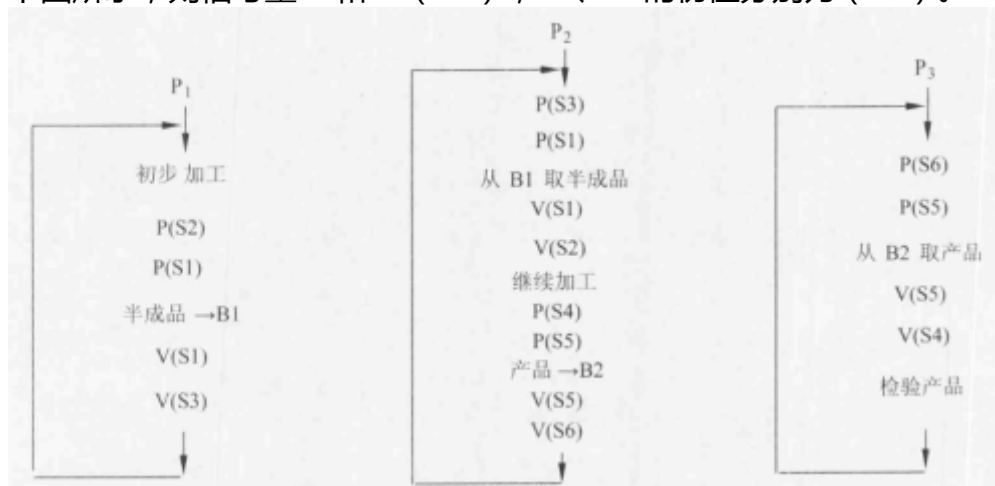 P1
初步 加工
P(S2)
P(S1)
半成品 →B1
V(S1)
V(S3)
P2
P(S3)
P(S1)
从 B1 取半成品
V(S1)
V(S2)
继续加工
P(S4)
P(S5)
产品 →B2
V(S5)
V(S6)
P3
P(S6)
P(S5)
从 B2 取产品
V(S5)
V(S4)
检验产品